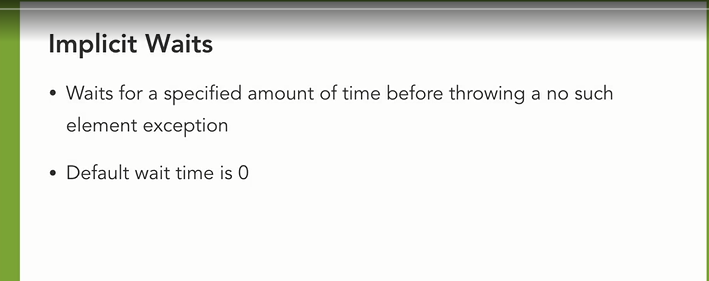 Implicit Waits
• Waits for a specified amount of time before throwing a no such
element exception
• Default wait time is 0